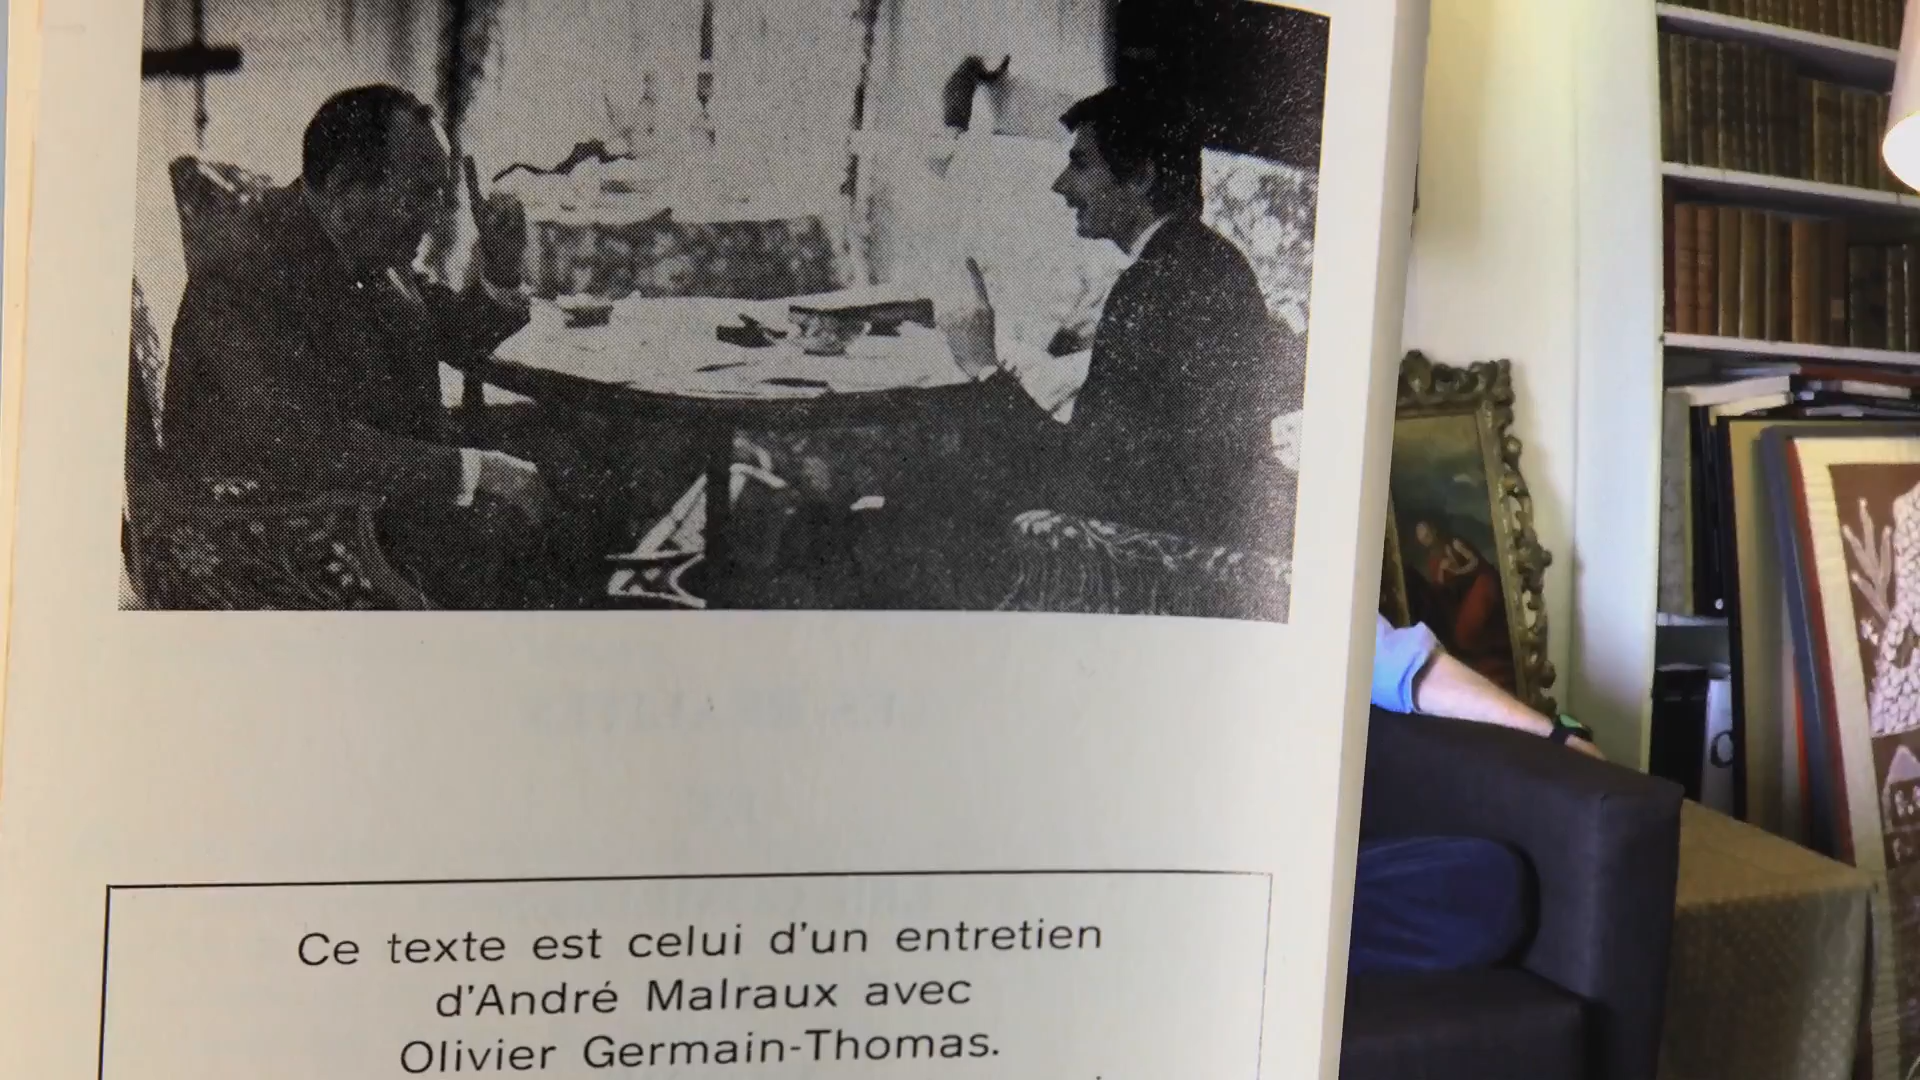 Ce texte est celui d'un entretien
d'André Malraux avec
Olivier Germain-Thomas.